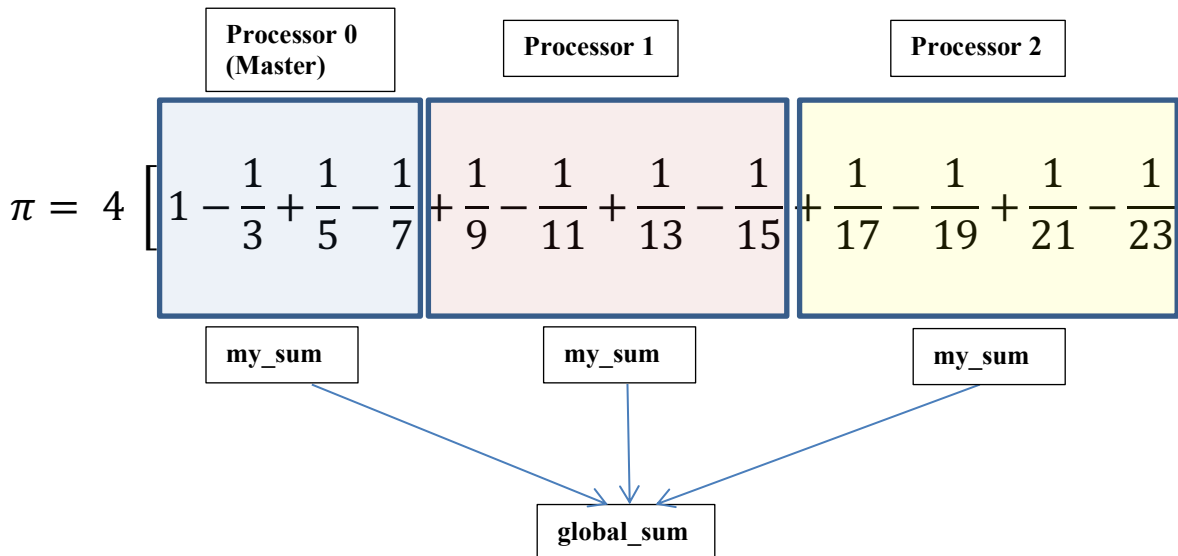 Processor 0
(Master)
Processor 1
Processor 2
𝜋 = 4 [ 1 − 1/3 + 1/5 − 1/7 + 1/9 − 1/11 + 1/13 − 1/15 + 1/17 − 1/19 + 1/21 − 1/23
my_sum
my_sum
my_sum
global_sum